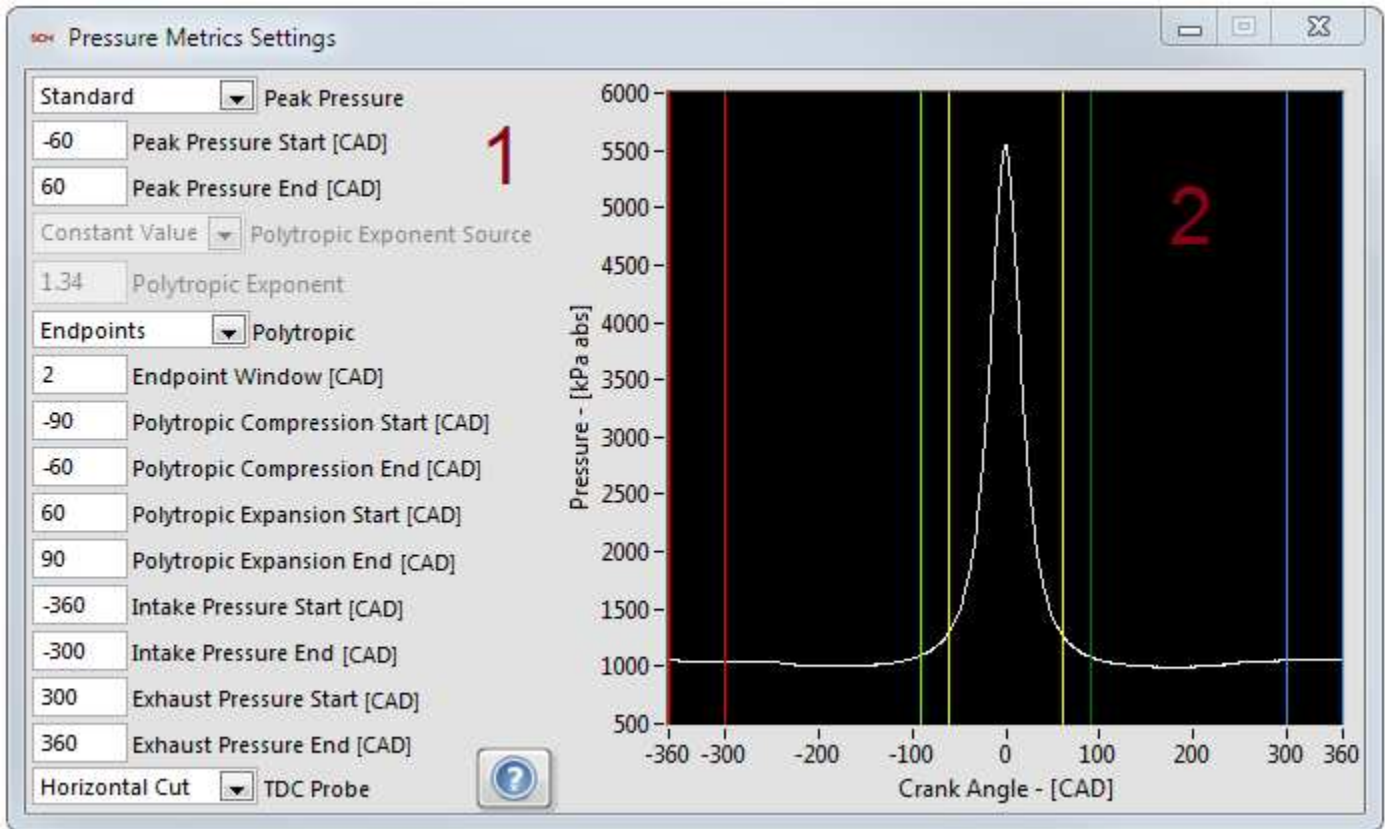 SCM Pressure Metrics Settings
Standard Peak Pressure
-60 Peak Pressure Start [CAD]
60 Peak Pressure End [CAD]
Constant Value Polytropic Exponent Source
1.34 Polytropic Exponent
Endpoints Polytropic
2 Endpoint Window [CAD]
-90 Polytropic Compression Start [CAD]
-60 Polytropic Compression End [CAD]
60 Polytropic Expansion Start [CAD]
90 Polytropic Expansion End [CAD]
-360 Intake Pressure Start [CAD]
-300 Intake Pressure End [CAD]
300 Exhaust Pressure Start [CAD]
360 Exhaust Pressure End [CAD]
Horizontal Cut TDC Probe
?
1
2
Pressure - [kPa abs]
6000
5500
5000
4500
4000
3500
3000
2500
2000
1500
1000
500
-360 -300 -200 -100 0 100 200 300 360
Crank Angle - [CAD]